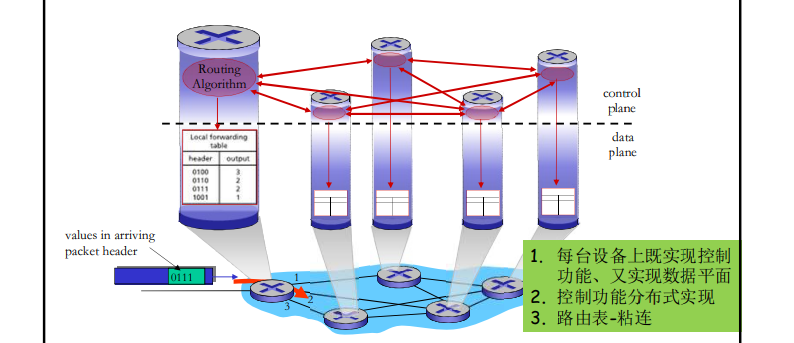 Routing
Algorithm
control
plane
data
plane
Local forwarding
table
header output
0100 3
0110 2
0111 2
1001 1
values in arriving
packet header
0111
1
2
3
1. 每台设备上既实现控制
功能、又实现数据平面
2. 控制功能分布式实现
3. 路由表-粘连